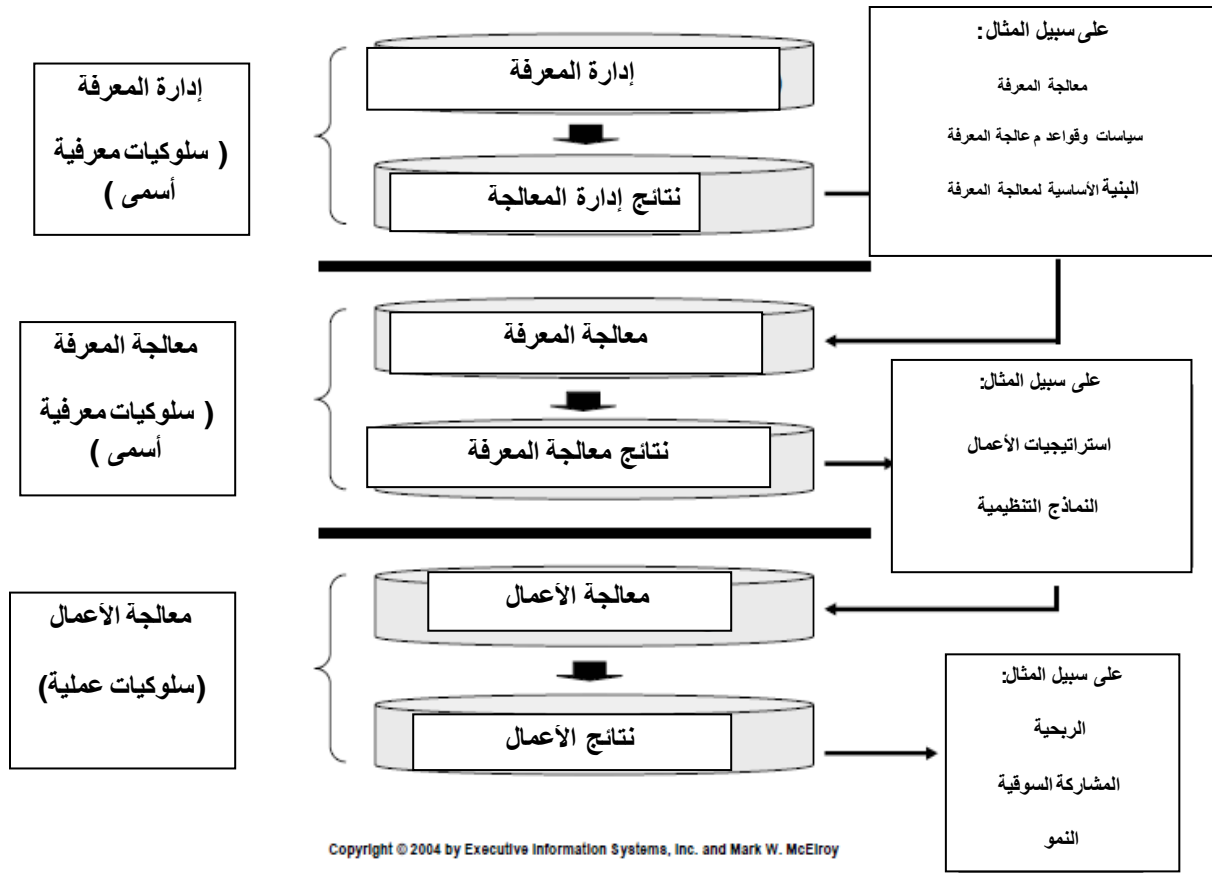 إدارة المعرفة
( سلوكيات معرفية
أسمى )
إدارة المعرفة
نتائج إدارة المعالجة
على سبيل المثال:
معالجة المعرفة
سياسات وقواعد م عالجة المعرفة
البنية الأساسية لمعالجة المعرفة
معالجة المعرفة
( سلوكيات معرفية
أسمى )
معالجة المعرفة
نتائج معالجة المعرفة
على سبيل المثال:
استراتيجيات الأعمال
النماذج التنظيمية
معالجة الأعمال
(سلوكيات عملية)
معالجة الأعمال
نتائج الأعمال
على سبيل المثال:
الربحية
المشاركة السوقية
النمو
Copyright © 2004 by Executive Information Systems, Inc. and Mark W. McElroy